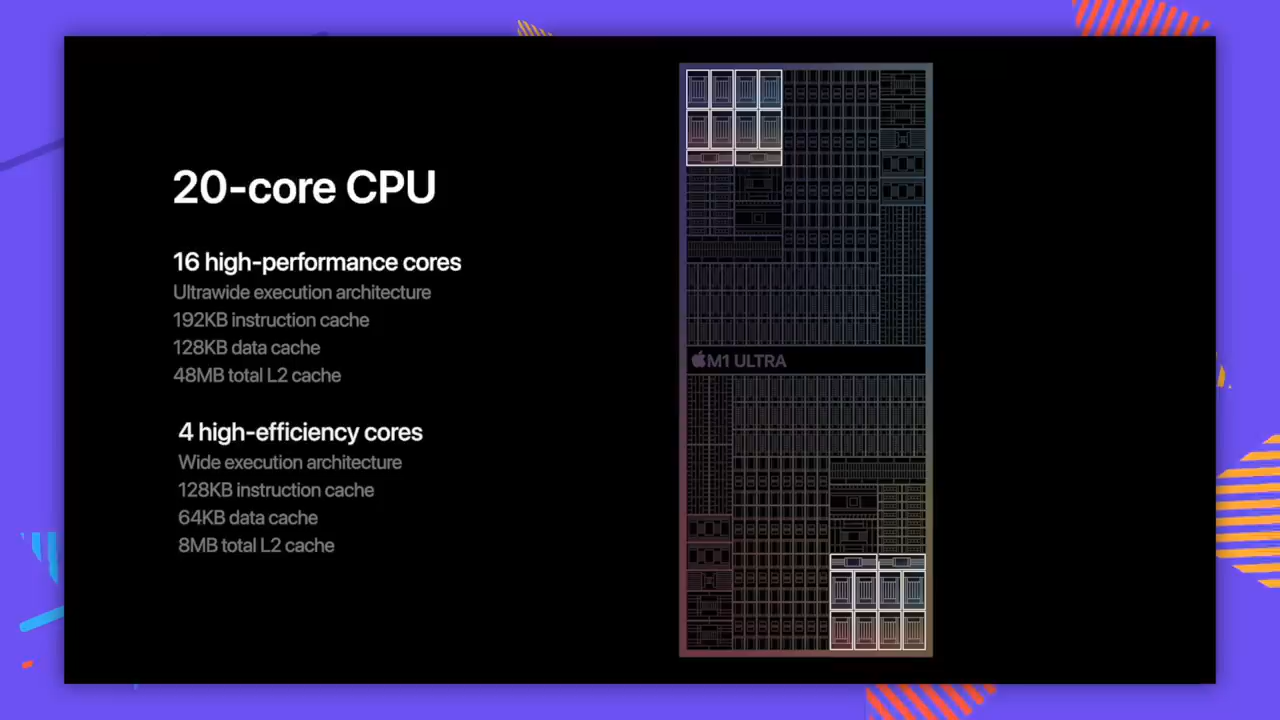 20-core CPU
16 high-performance cores
Ultrawide execution architecture
192KB instruction cache
128KB data cache
48MB total L2 cache
4 high-efficiency cores
Wide execution architecture
128KB instruction cache
64KB data cache
8MB total L2 cache
M1 ULTRA